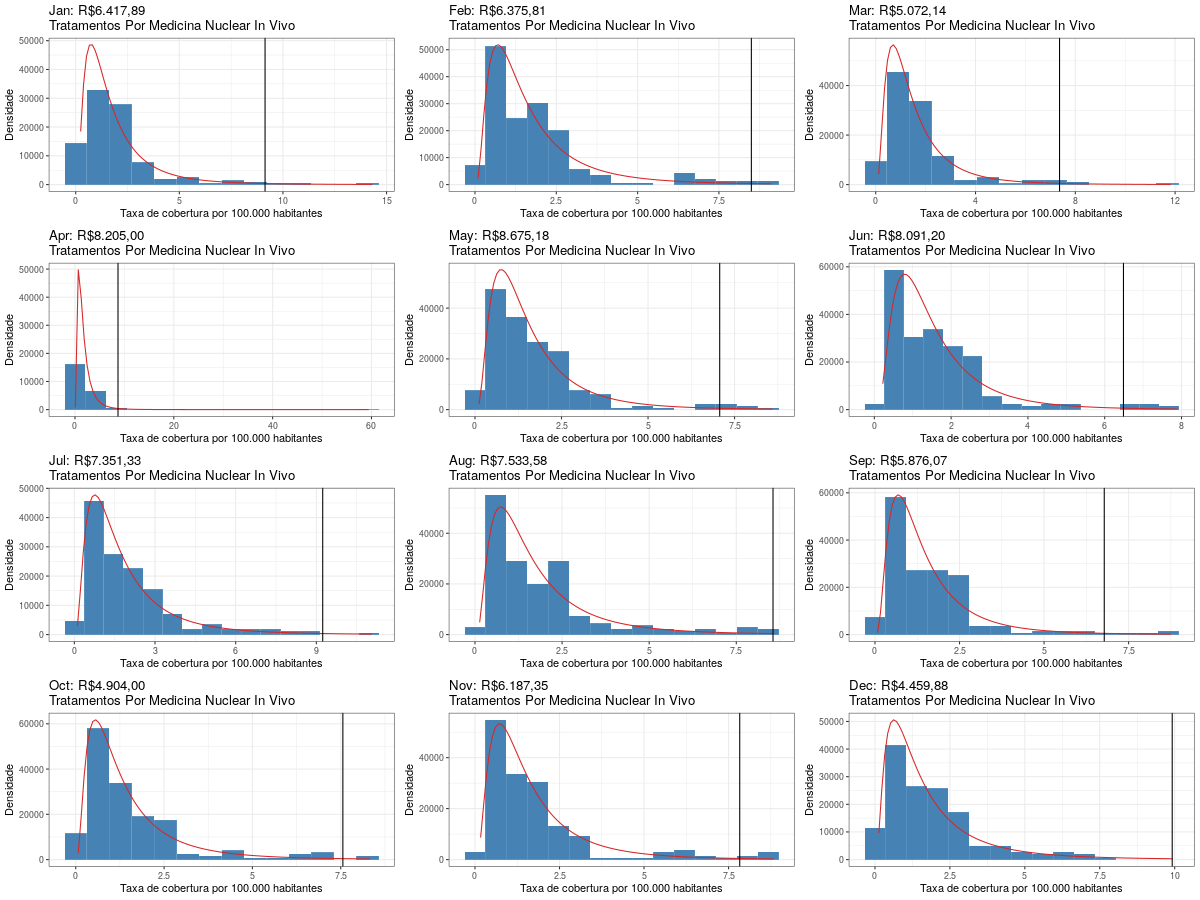 Jan: R$6.417,89
Tratamentos Por Medicina Nuclear In Vivo
50000
40000
30000
20000
10000
0
Densidade
0
5
10
15
Taxa de cobertura por 100.000 habitantes
Feb: R$6.375,81
Tratamentos Por Medicina Nuclear In Vivo
50000
40000
30000
20000
10000
0
Densidade
0
2.5
5
7.5
Taxa de cobertura por 100.000 habitantes
Mar: R$5.072,14
Tratamentos Por Medicina Nuclear In Vivo
40000
20000
0
Densidade
0
4
8
12
Taxa de cobertura por 100.000 habitantes
Apr: R$8.205,00
Tratamentos Por Medicina Nuclear In Vivo
50000
40000
30000
20000
10000
0
Densidade
0
20
40
60
Taxa de cobertura por 100.000 habitantes
May: R$8.675,18
Tratamentos Por Medicina Nuclear In Vivo
40000
20000
0
Densidade
0
2.5
5
7.5
Taxa de cobertura por 100.000 habitantes
Jun: R$8.091,20
Tratamentos Por Medicina Nuclear In Vivo
60000
40000
20000
0
Densidade
0
2
4
6
8
Taxa de cobertura por 100.000 habitantes
Jul: R$7.351,33
Tratamentos Por Medicina Nuclear In Vivo
50000
40000
30000
20000
10000
0
Densidade
0
3
6
9
Taxa de cobertura por 100.000 habitantes
Aug: R$7.533,58
Tratamentos Por Medicina Nuclear In Vivo
40000
20000
0
Densidade
0
2.5
5
7.5
Taxa de cobertura por 100.000 habitantes
Sep: R$5.876,07
Tratamentos Por Medicina Nuclear In Vivo
60000
40000
20000
0
Densidade
0
2.5
5
7.5
Taxa de cobertura por 100.000 habitantes
Oct: R$4.904,00
Tratamentos Por Medicina Nuclear In Vivo
60000
40000
20000
0
Densidade
0
2.5
5
7.5
Taxa de cobertura por 100.000 habitantes
Nov: R$6.187,35
Tratamentos Por Medicina Nuclear In Vivo
40000
20000
0
Densidade
0
2.5
5
7.5
Taxa de cobertura por 100.000 habitantes
Dec: R$4.459,88
Tratamentos Por Medicina Nuclear In Vivo
50000
40000
30000
20000
10000
0
Densidade
0
2.5
5
7.5
10
Taxa de cobertura por 100.000 habitantes